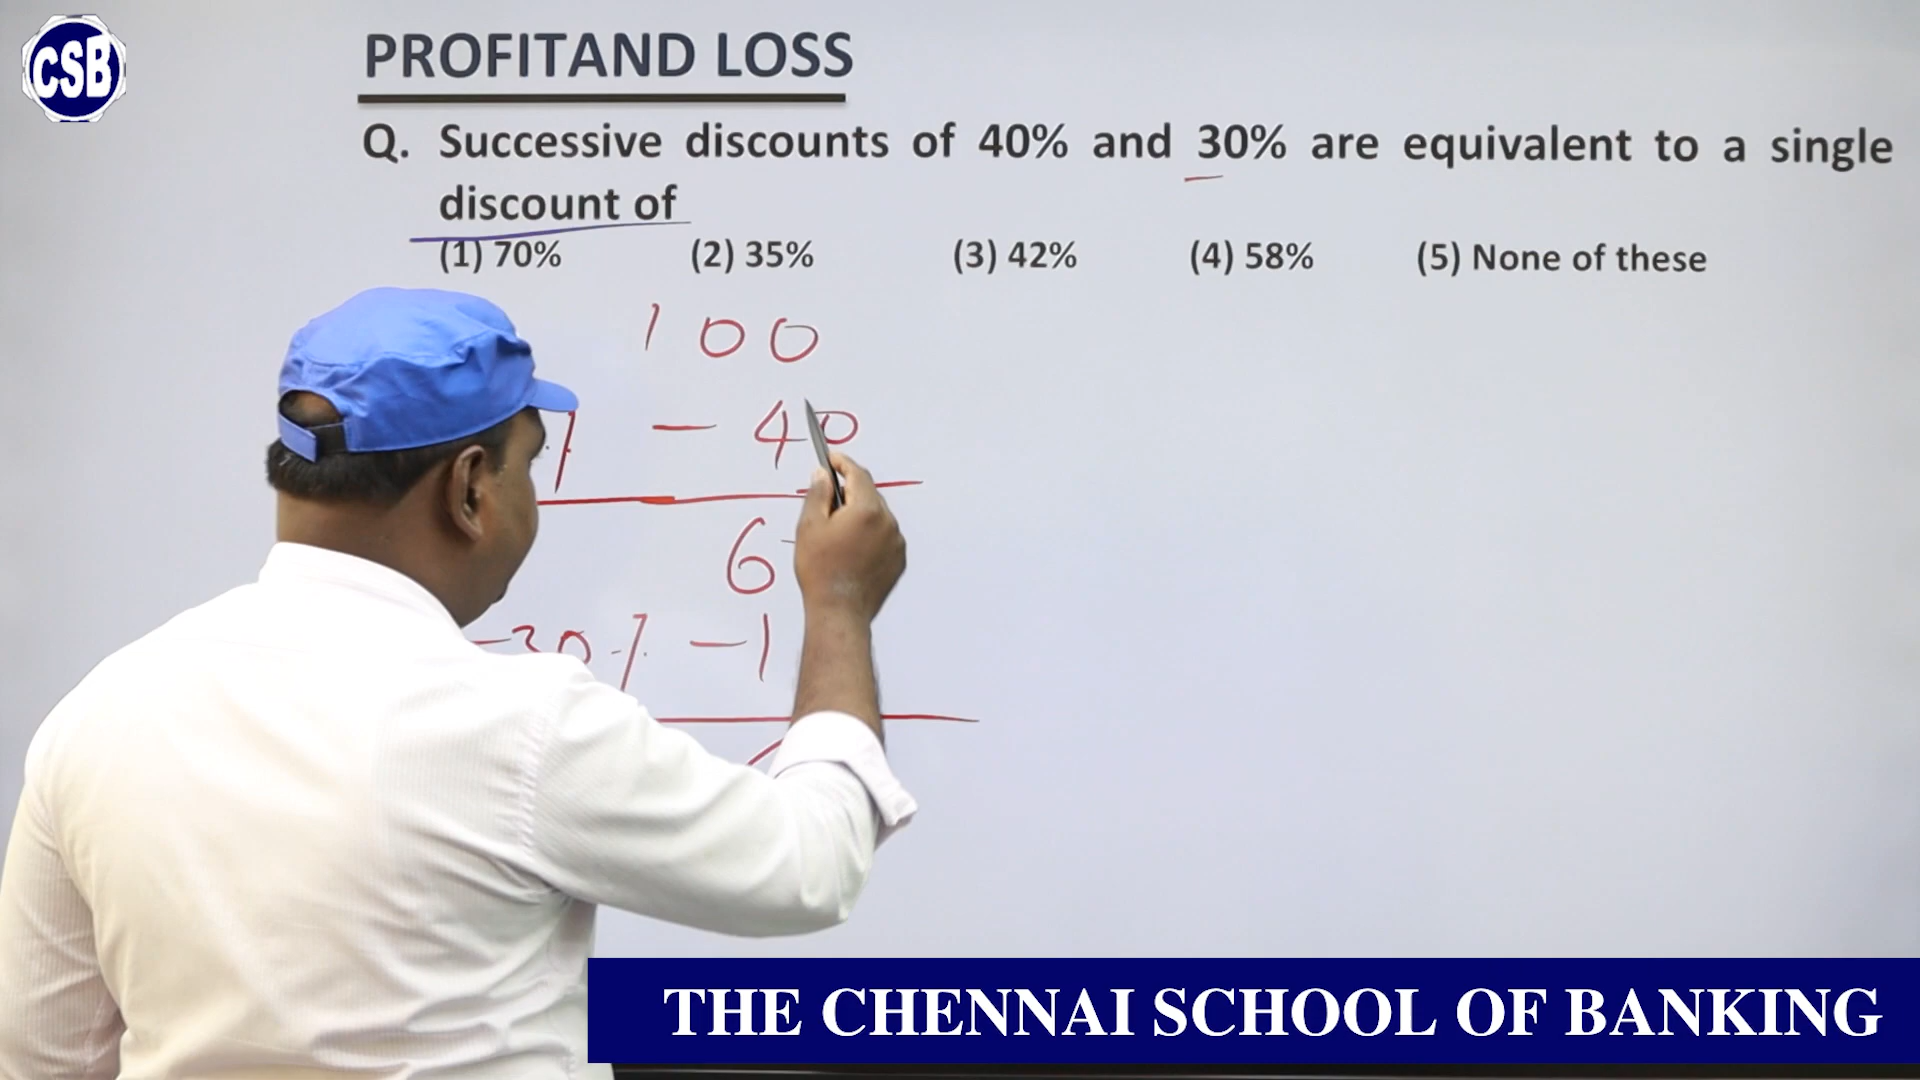 CSB
PROFITAND LOSS
Q. Successive discounts of 40% and 30% are equivalent to a single
discount of
(1) 70% (2) 35% (3) 42% (4) 58% (5) None of these
100
- 40
6
-30% -1
THE CHENNAI SCHOOL OF BANKING